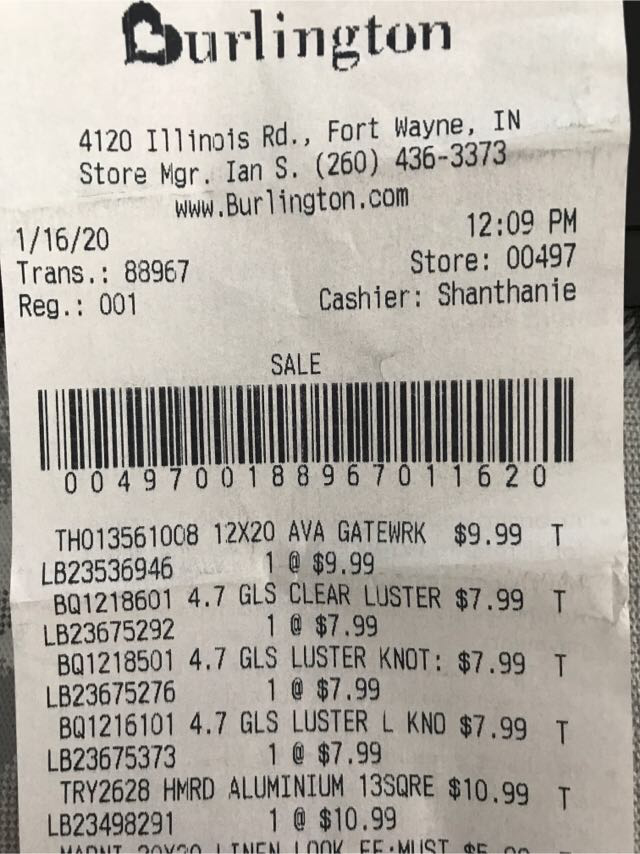 Burlington
4120 Illinois Rd., Fort Wayne, IN
Store Mgr. Ian S. (260) 436-3373
www.Burlington.com
1/16/20 12:09 PM
Trans.: 88967 Store: 00497
Reg.: 001 Cashier: Shanthanie
SALE
0049700188967011620
TH013561008 12X20 AVA GATEWRK $9.99 T
LB23536946 1 @ $9.99
BQ1218601 4.7 GLS CLEAR LUSTER $7.99 T
LB23675292 1 @ $7.99
BQ1218501 4.7 GLS LUSTER KNOT: $7.99 T
LB23675276 1 @ $7.99
BQ1216101 4.7 GLS LUSTER L KNO $7.99 T
LB23675373 1 @ $7.99
TRY2628 HMRD ALUMINIUM 13SQRE $10.99 T
LB23498291 1 @ $10.99
LINEN LOOK